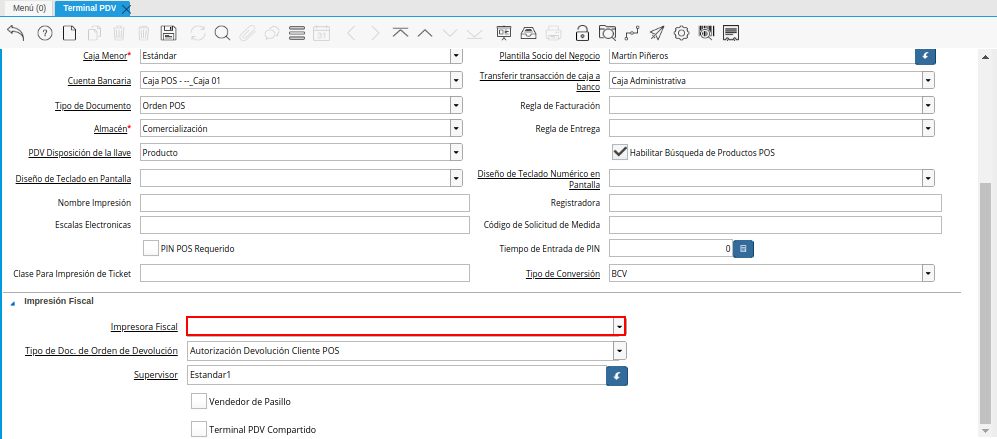 Menú (0)
Terminal PDV
Caja Menor* Estándar
Plantilla Socio del Negocio Martín Piñeros
Cuenta Bancaria Caja POS - --_Caja 01
Transferir transacción de caja a
banco Caja Administrativa
Tipo de Documento Orden POS
Regla de Facturación
Almacén* Comercialización
Regla de Entrega
PDV Disposición de la llave Producto
Habilitar Búsqueda de Productos POS
Diseño de Teclado en Pantalla
Diseño de Teclado Numérico en
Pantalla
Nombre Impresión
Registradora
Escalas Electronicas
Código de Solicitud de Medida
PIN POS Requerido
Tiempo de Entrada de PIN 0
Clase Para Impresión de Ticket
Tipo de Conversión BCV
Impresión Fiscal
Impresora Fiscal
Tipo de Doc. de Orden de Devolución Autorización Devolución Cliente POS
Supervisor Estandar1
Vendedor de Pasillo
Terminal PDV Compartido